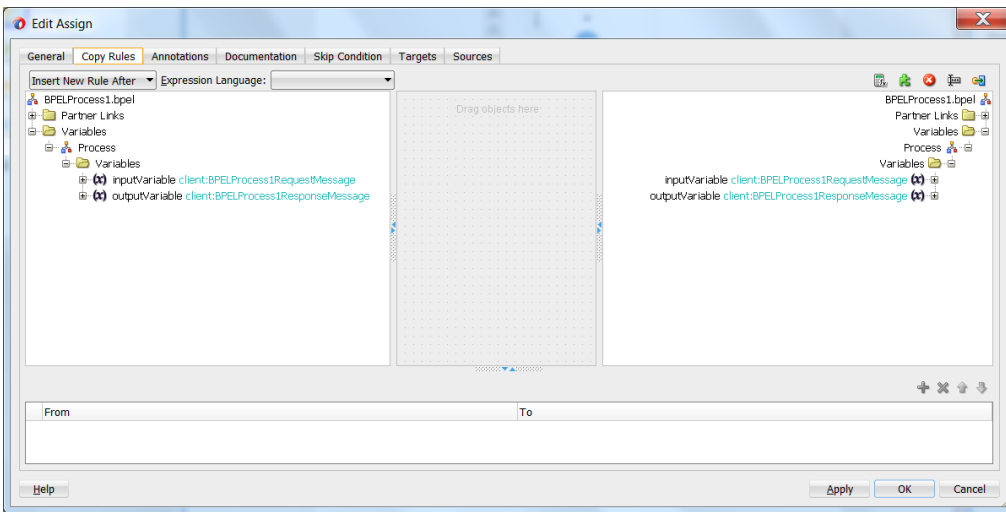 Edit Assign
General Copy Rules Annotations Documentation Skip Condition Targets Sources
Insert New Rule After Expression Language:
BPELProcess1.bpel
Partner Links
Variables
Process
Variables
(x) inputVariable client:BPELProcess1RequestMessage
(x) outputVariable client:BPELProcess1ResponseMessage
Drag objects here
BPELProcess1.bpel
Partner Links
Variables
Process
Variables
inputVariable client:BPELProcess1RequestMessage (x)
outputVariable client:BPELProcess1ResponseMessage (x)
From To
Help Apply OK Cancel